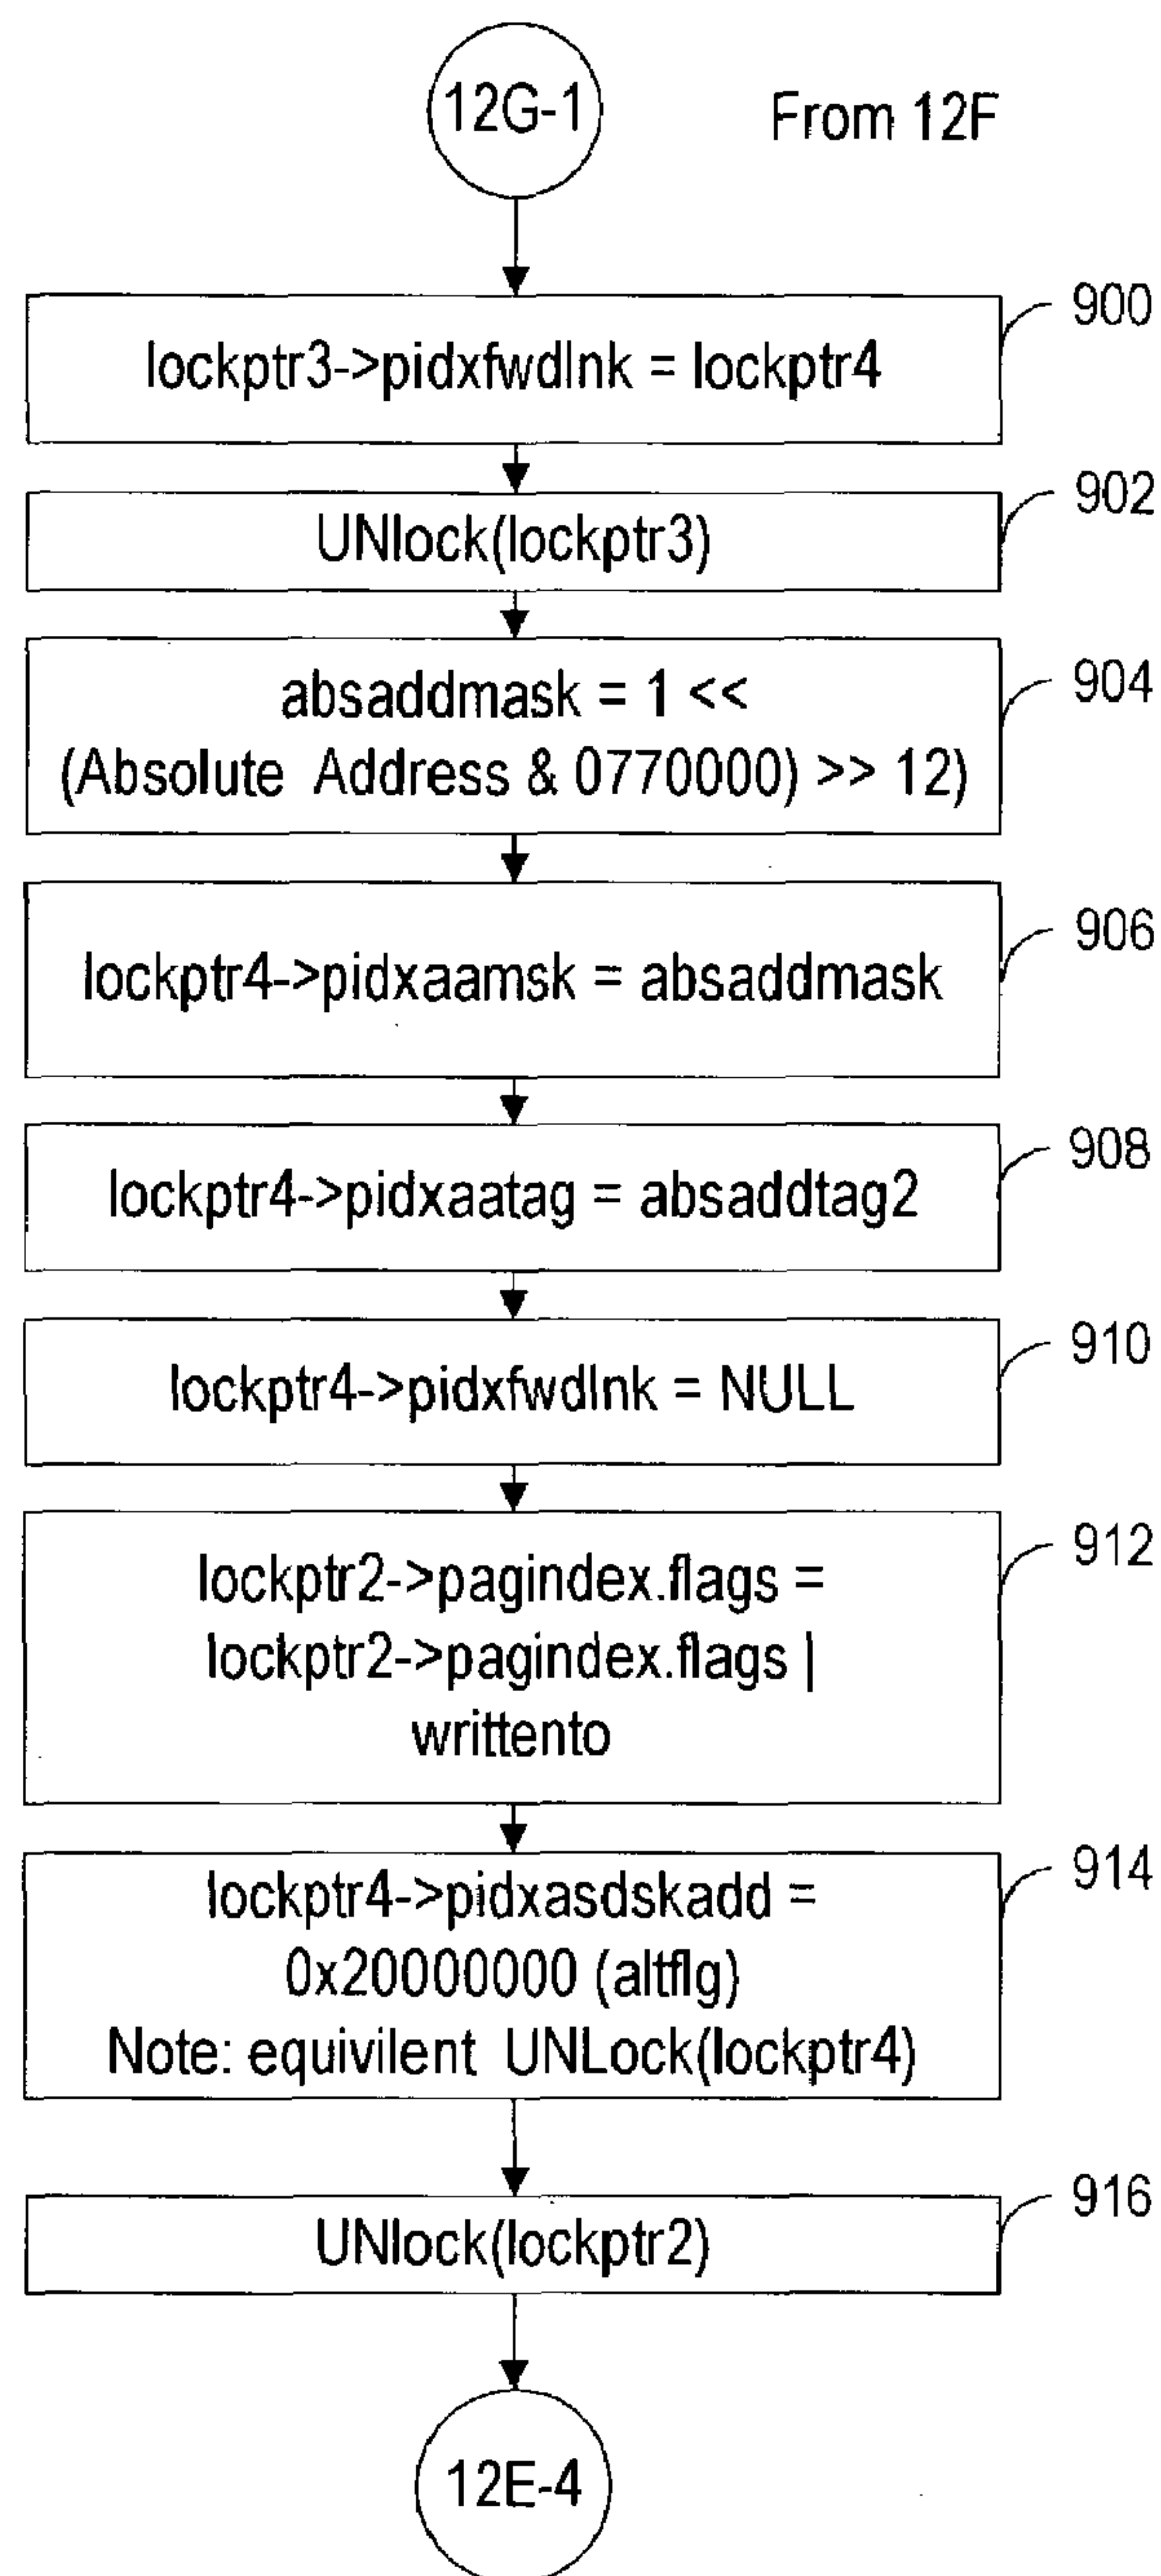 12G-1 From 12F
900
lockptr3->pidxfwdlnk = lockptr4
902
UNlock(lockptr3)
904
absaddmask = 1 <<
(Absolute Address & 0770000) >> 12)
906
lockptr4->pidxaamsk = absaddmask
908
lockptr4->pidxaatag = absaddtag2
910
lockptr4->pidxfwdlnk = NULL
912
lockptr2->pagindex.flags =
lockptr2->pagindex.flags |
writtento
914
lockptr4->pidxasdskadd =
0x20000000 (altflg)
Note: equivilent UNLock(lockptr4)
916
UNlock(lockptr2)
12E-4